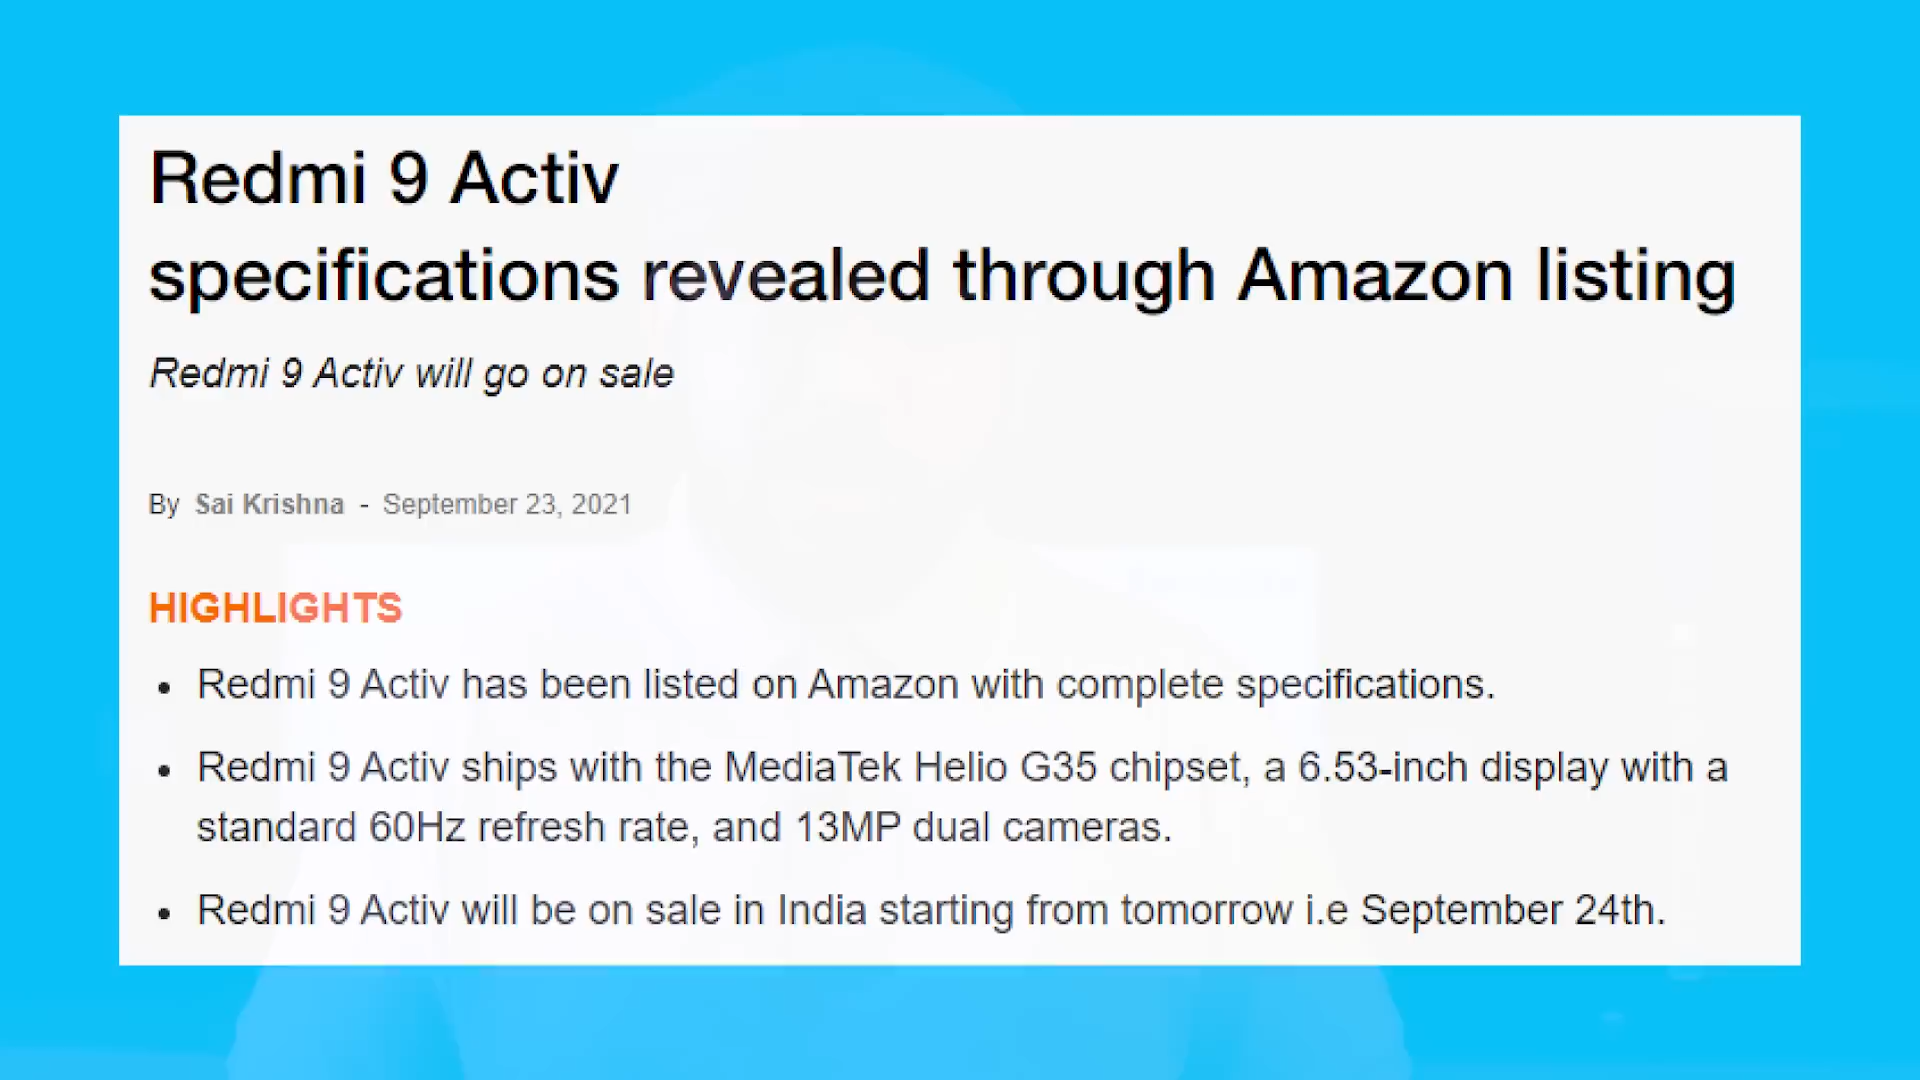 Redmi 9 Activ
specifications revealed through Amazon listing
Redmi 9 Activ will go on sale
By Sai Krishna - September 23, 2021
HIGHLIGHTS
• Redmi 9 Activ has been listed on Amazon with complete specifications.
• Redmi 9 Activ ships with the MediaTek Helio G35 chipset, a 6.53-inch display with a
standard 60Hz refresh rate, and 13MP dual cameras.
• Redmi 9 Activ will be on sale in India starting from tomorrow i.e September 24th.